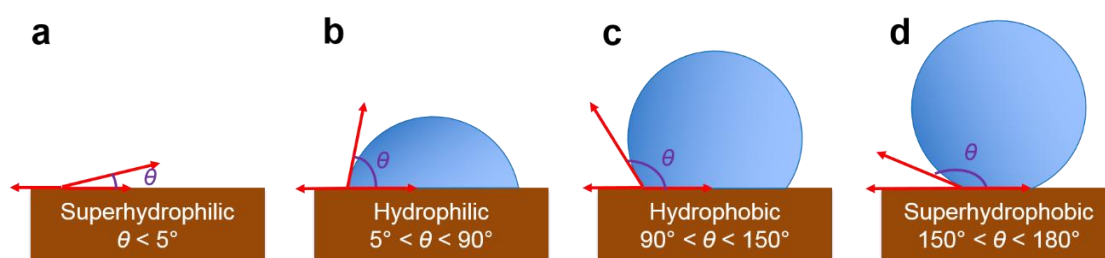 a
b
c
d
θ
θ
θ
θ
Superhydrophilic
θ < 5°
Hydrophilic
5° < θ < 90°
Hydrophobic
90° < θ < 150°
Superhydrophobic
150° < θ < 180°